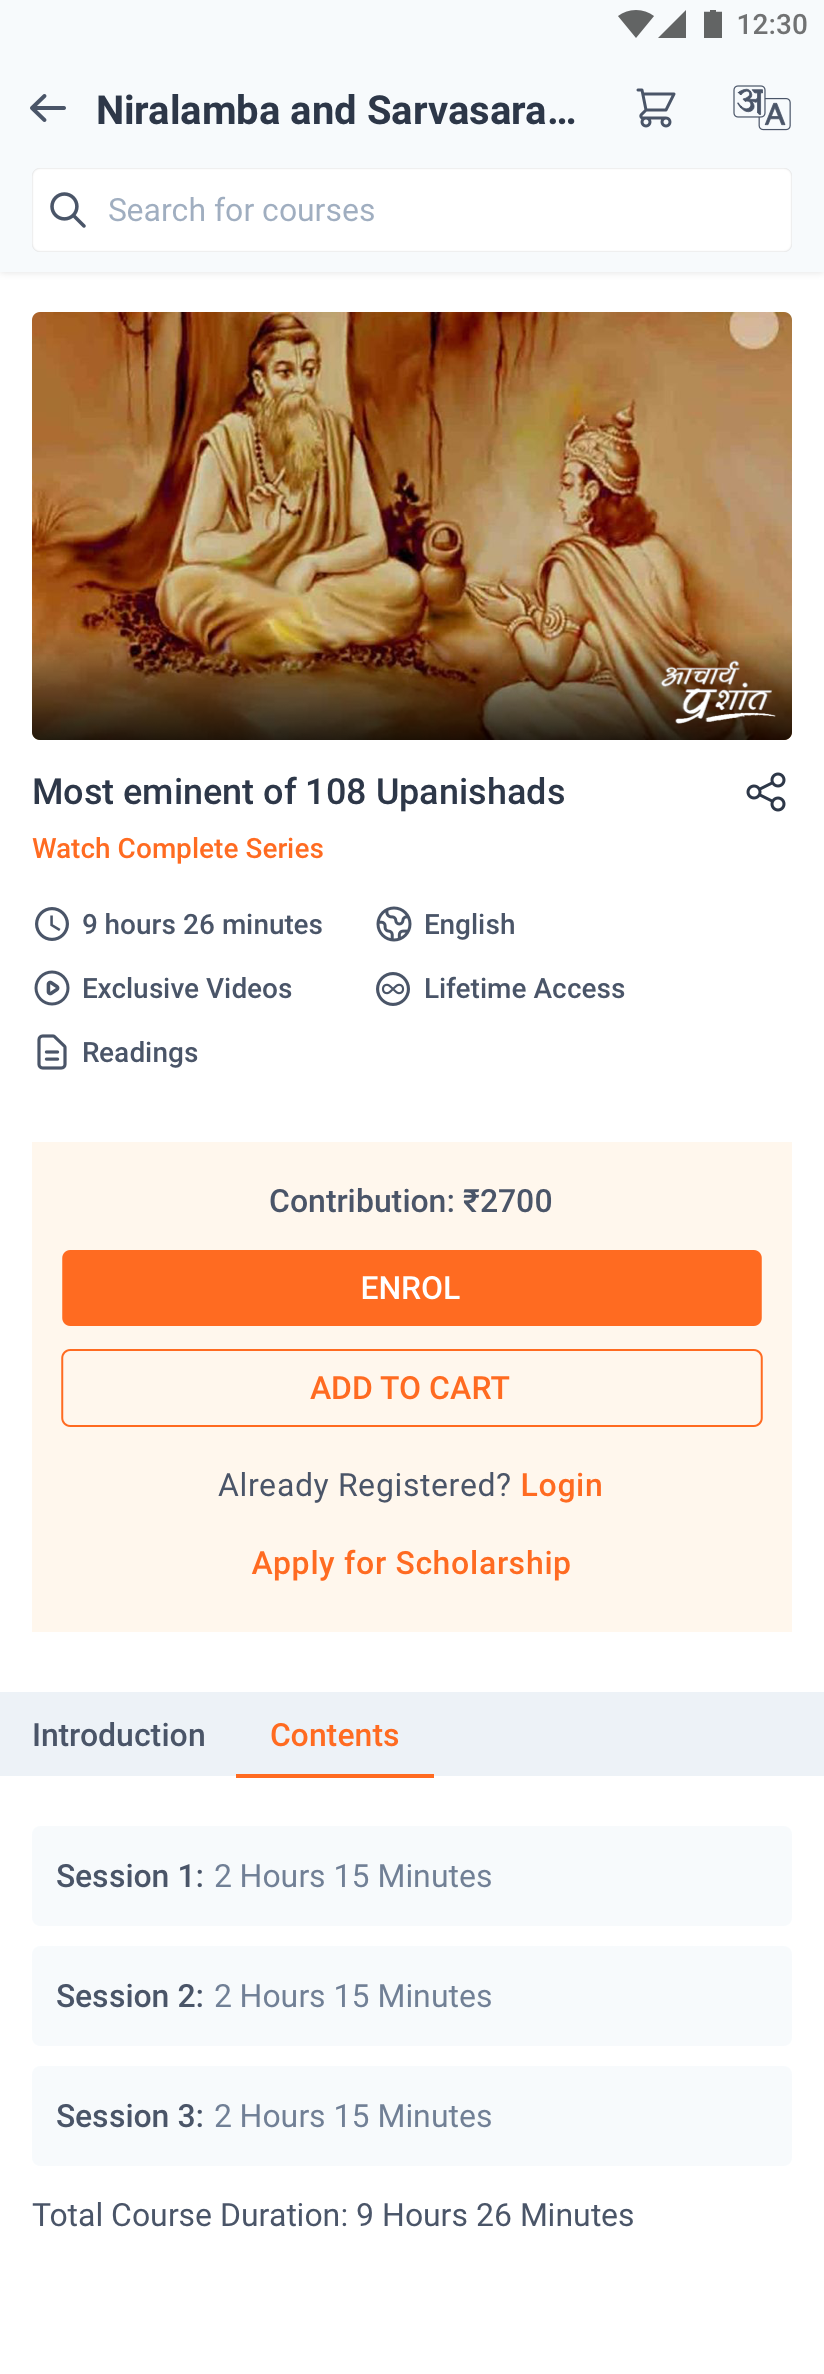 12:30
Niralamba and Sarvasara...
अ A
Search for courses
आचार्य
प्रशांत
Most eminent of 108 Upanishads
Watch Complete Series
9 hours 26 minutes
English
Exclusive Videos
Lifetime Access
Readings
Contribution: ₹2700
ENROL
ADD TO CART
Already Registered? Login
Apply for Scholarship
Introduction
Contents
Session 1: 2 Hours 15 Minutes
Session 2: 2 Hours 15 Minutes
Session 3: 2 Hours 15 Minutes
Total Course Duration: 9 Hours 26 Minutes